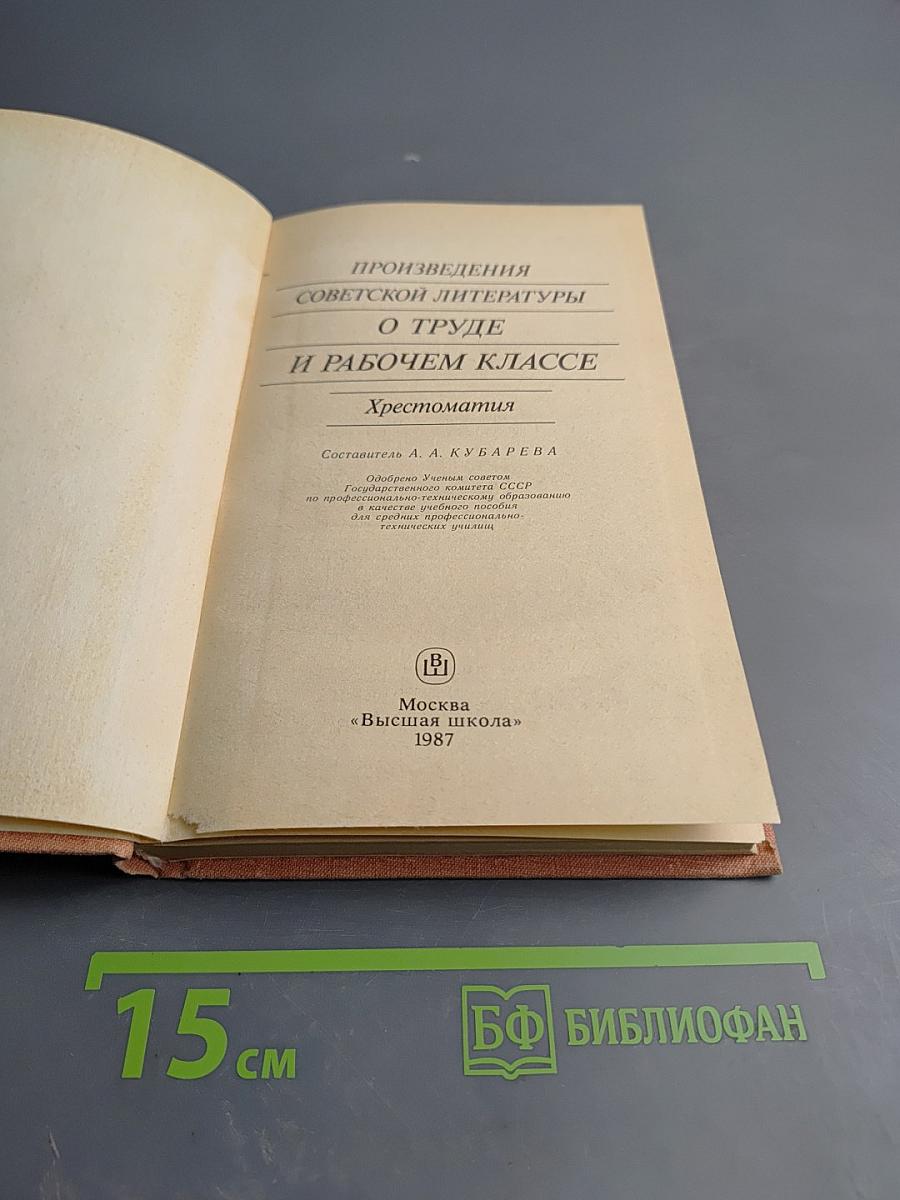 ПРОИЗВЕДЕНИЯ
СОВЕТСКОЙ ЛИТЕРАТУРЫ
О ТРУДЕ
И РАБОЧЕМ КЛАССЕ
Хрестоматия
Составитель А. А. КУБАРЕВА
Одобрено Ученым советом
Государственного комитета СССР
по профессионально-техническому образованию
в качестве учебного пособия
для средних профессионально-
технических училищ
ВШ
Москва
«Высшая школа»
1987
15 см
БФ БИБЛИОФАН